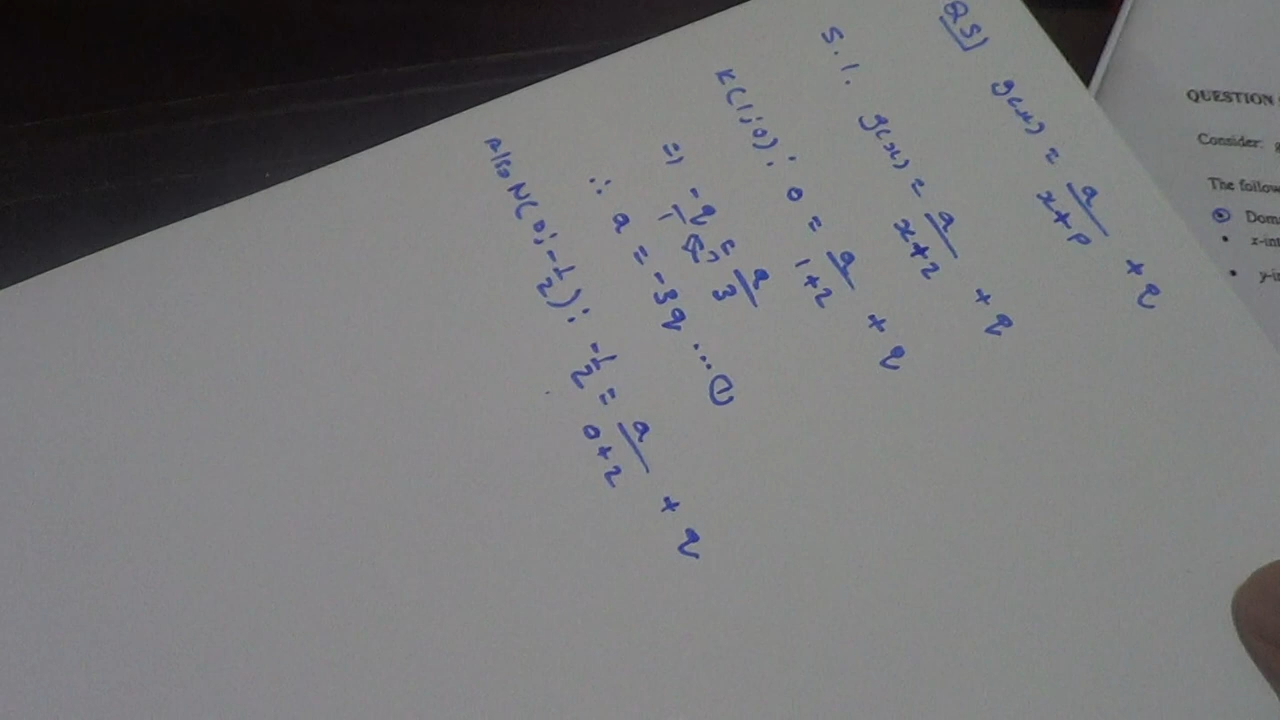 Q5) g(x) = a/(x+p) + q
5.1. g(x) = a/(x+2) + q
K(1;0): 0 = a/(1+2) + q
=) -q/1 = a/3
∴ a = -3q ...①
Also N(0;-1/2): -1/2 = a/(0+2) + q
QUESTION
Consider:
The follow
• Dom
• x-int
• y-in